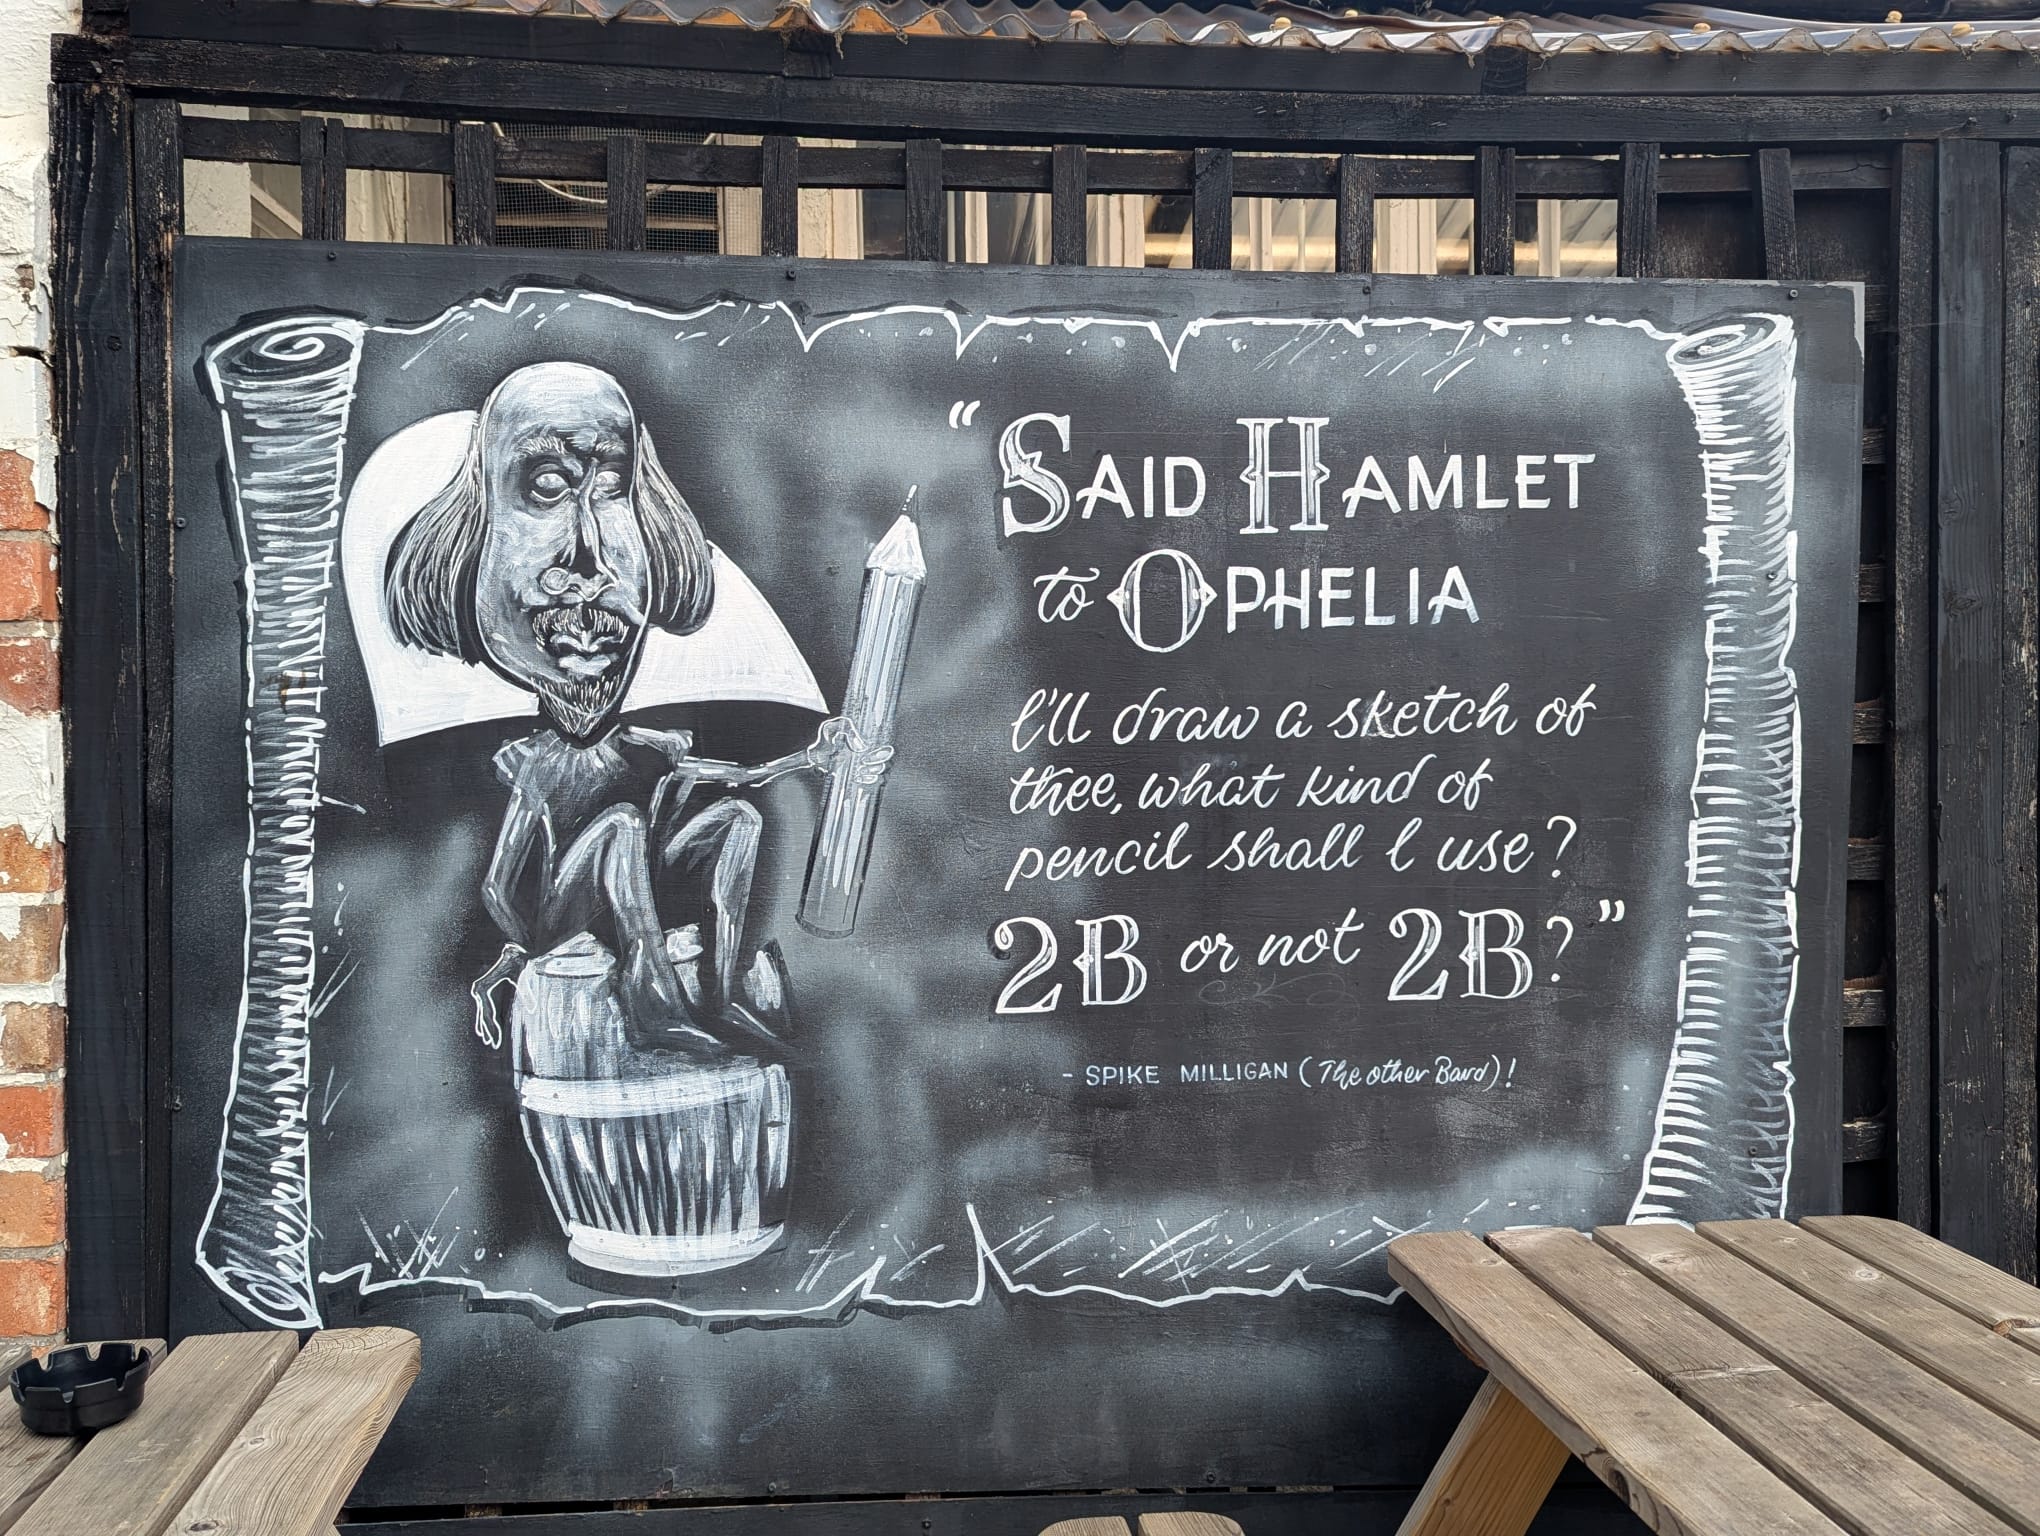 “SAID HAMLET
to OPHELIA
I'll draw a sketch of
thee, what kind of
pencil shall I use?
2B or not 2B?”
- SPIKE MILLIGAN (The other Bard)!